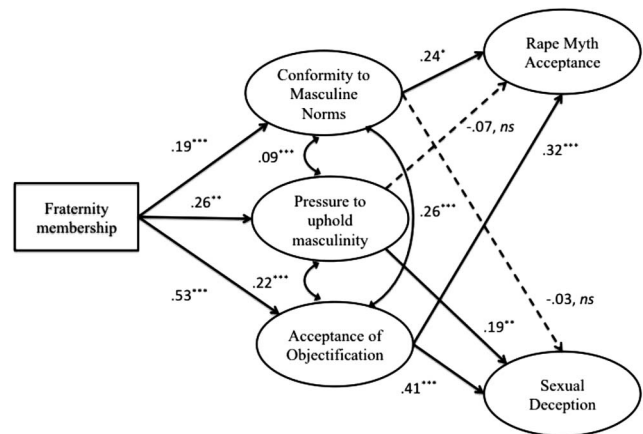 Rape Myth
Acceptance
.24*
Conformity to
Masculine
Norms
-.07, ns
.19***
.09***
.32***
.26**
Fraternity
membership
Pressure to
uphold
masculinity
.26***
.22***
.53***
-.03, ns
.19**
Acceptance of
Objectification
.41***
Sexual
Deception